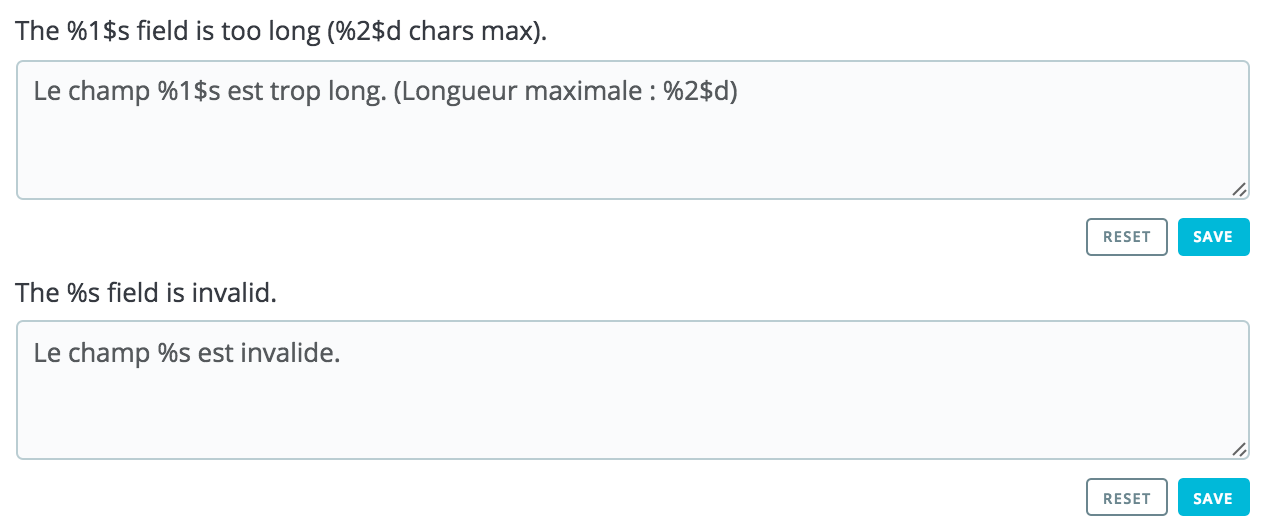 The %1$s field is too long (%2$d chars max).
Le champ %1$s est trop long. (Longueur maximale : %2$d)
RESET SAVE
The %s field is invalid.
Le champ %s est invalide.
RESET SAVE